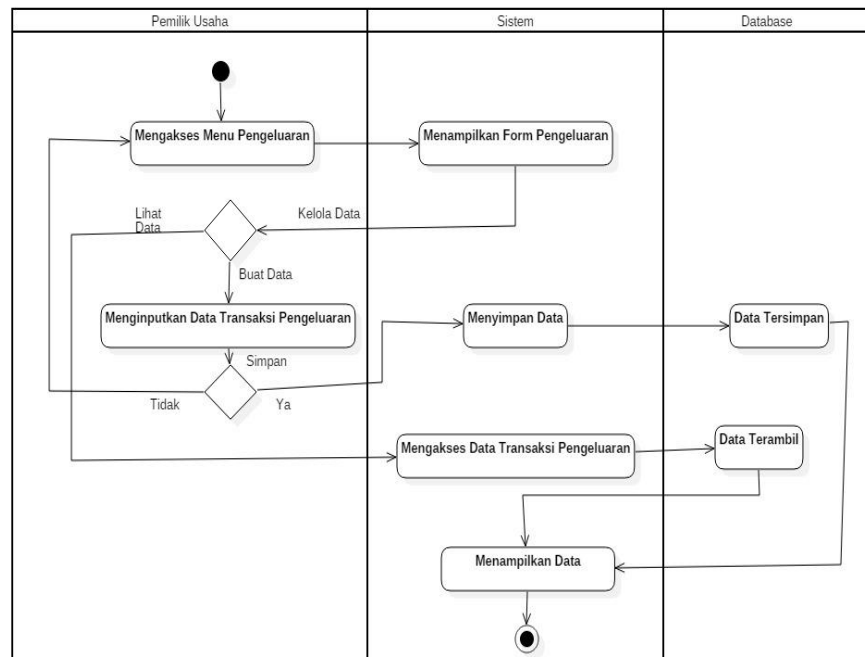 Pemilik Usaha
Sistem
Database
Mengakses Menu Pengeluaran
Menampilkan Form Pengeluaran
Lihat
Data
Kelola Data
Buat Data
Menginputkan Data Transaksi Pengeluaran
Menyimpan Data
Data Tersimpan
Simpan
Tidak
Ya
Mengakses Data Transaksi Pengeluaran
Data Terambil
Menampilkan Data